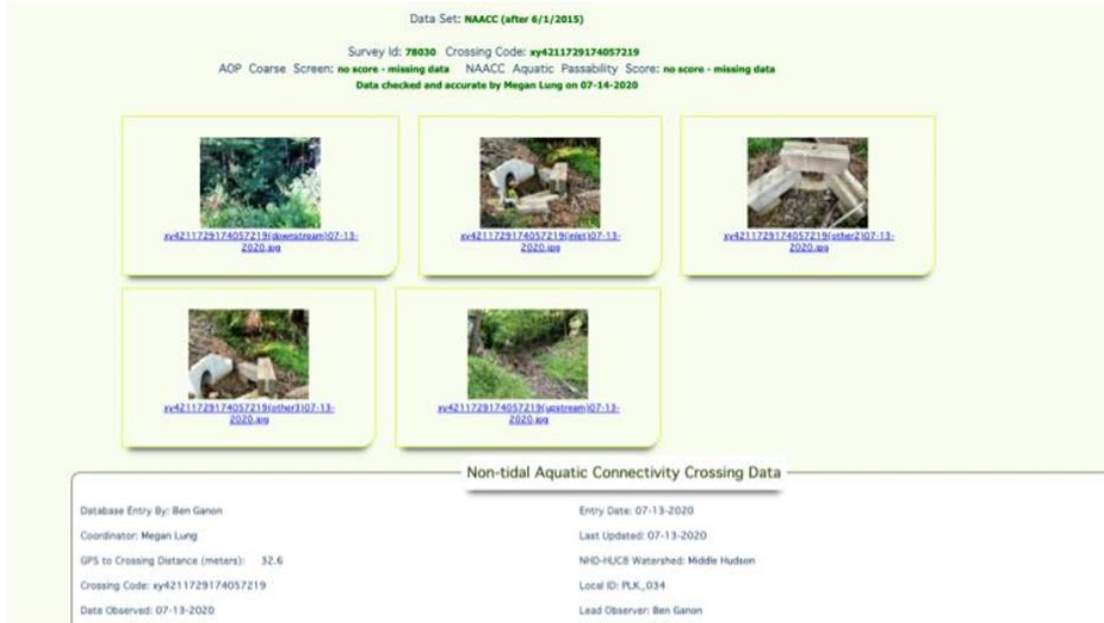 Data Set: NAACC (after 6/1/2015)
Survey Id: 78030 Crossing Code: xy4211729174057219
AOP Coarse Screen: no score - missing data NAACC Aquatic Passability Score: no score - missing data
Data checked and accurate by Megan Lung on 07-14-2020
xy4211729174057219(downstream)07-13-
2020.jpg
xy4211729174057219(inlet)07-13-
2020.jpg
xy4211729174057219(other2)07-13-
2020.jpg
xy4211729174057219(other3)07-13-
2020.jpg
xy4211729174057219(upstream)07-13-
2020.jpg
Non-tidal Aquatic Connectivity Crossing Data
Database Entry By: Ben Ganon
Entry Date: 07-13-2020
Coordinator: Megan Lung
Last Updated: 07-13-2020
GPS to Crossing Distance (meters): 32.6
NHD-HUC8 Watershed: Middle Hudson
Crossing Code: xy4211729174057219
Local ID: PLK_034
Date Observed: 07-13-2020
Lead Observer: Ben Ganon